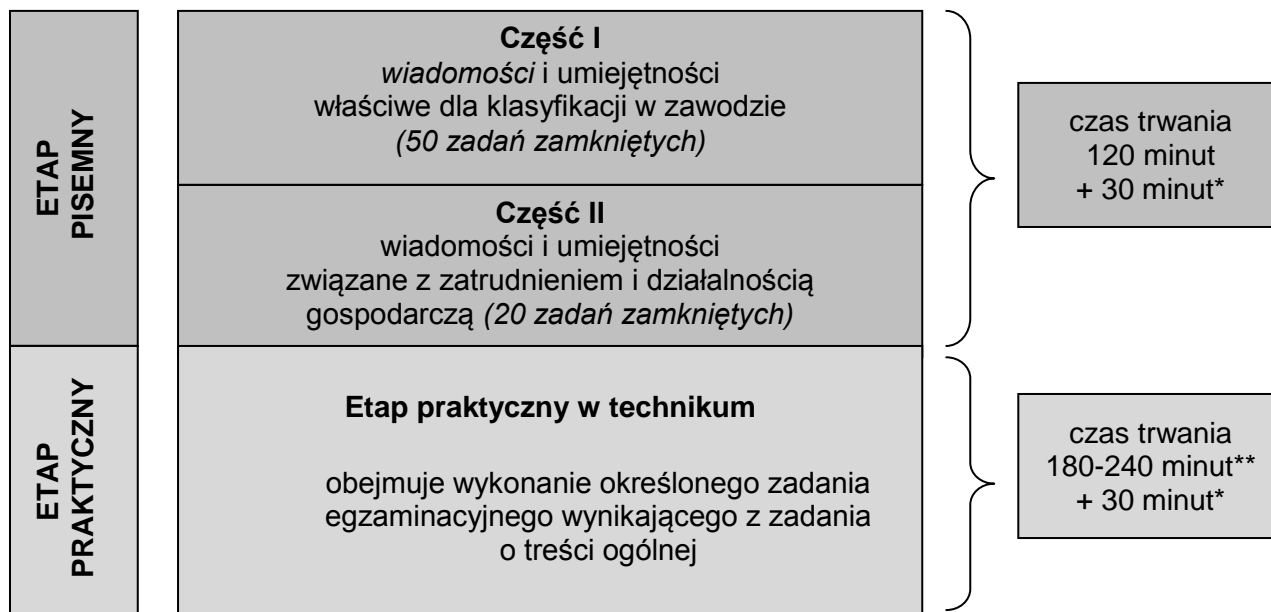 ETAP
PISEMNY
Część I
wiadomości i umiejętności
właściwe dla klasyfikacji w zawodzie
(50 zadań zamkniętych)
Część II
wiadomości i umiejętności
związane z zatrudnieniem i działalnością
gospodarczą (20 zadań zamkniętych)
czas trwania
120 minut
+ 30 minut*
ETAP
PRAKTYCZNY
Etap praktyczny w technikum
obejmuje wykonanie określonego zadania
egzaminacyjnego wynikającego z zadania
o treści ogólnej
czas trwania
180-240 minut**
+ 30 minut*